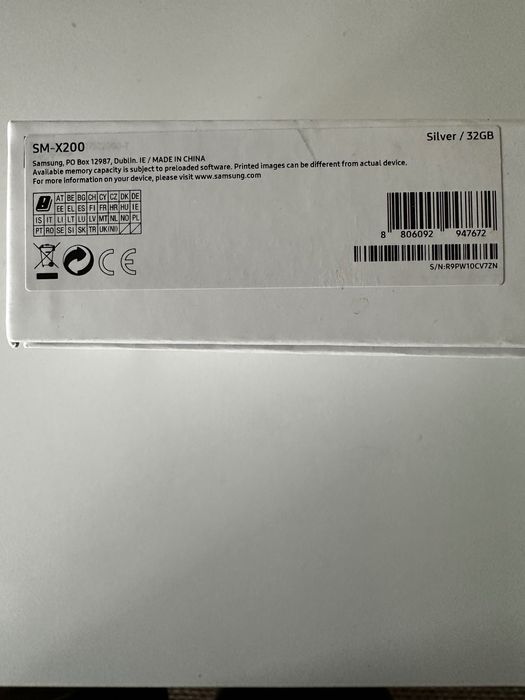 SM-X200
Silver / 32GB
Samsung, PO Box 12987, Dublin. IE / MADE IN CHINA
Available memory capacity is subject to preloaded software. Printed images can be different from actual device.
For more information on your device, please visit www.samsung.com
AT BE BG CH CY CZ DK DE
EE EL ES FI FR HR HU IE
IS IT LI LT LU LV MT NL NO PL
PT RO SE SI SK TR UK(NI)
CE
8 806092 947672
S/N:R9PW10CV7ZN